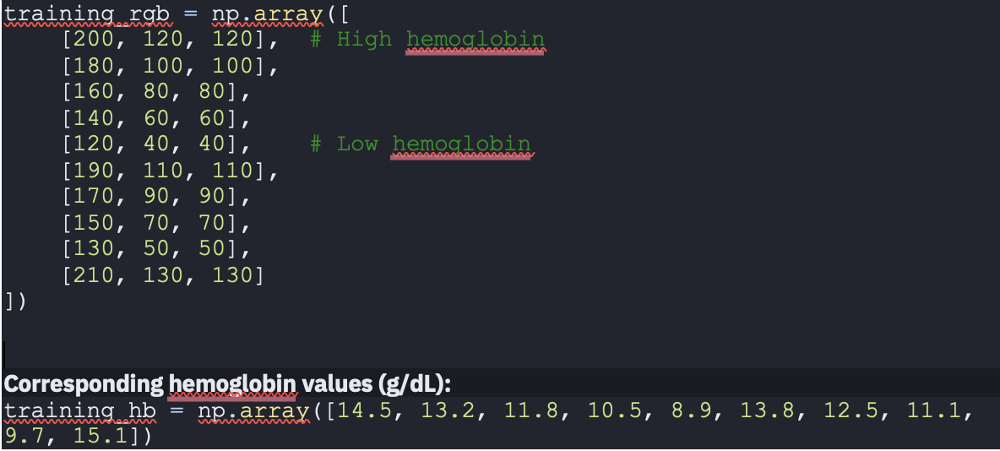 training_rgb = np.array([
    [200, 120, 120],  # High hemoglobin
    [180, 100, 100],
    [160, 80, 80],
    [140, 60, 60],
    [120, 40, 40],    # Low hemoglobin
    [190, 110, 110],
    [170, 90, 90],
    [150, 70, 70],
    [130, 50, 50],
    [210, 130, 130]
])
Corresponding hemoglobin values (g/dL):
training_hb = np.array([14.5, 13.2, 11.8, 10.5, 8.9, 13.8, 12.5, 11.1,
9.7, 15.1])